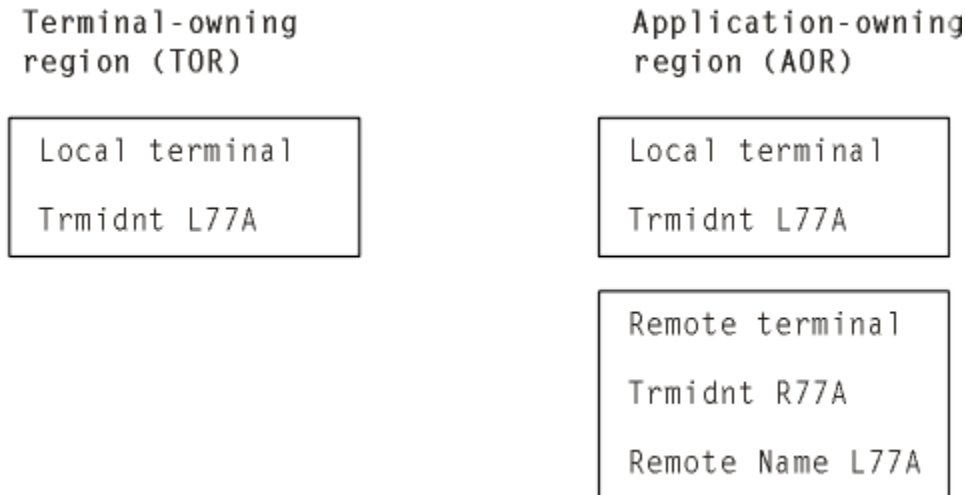 Terminal-owning
region (TOR)
Local terminal
Trmidnt L77A
Application-owning
region (AOR)
Local terminal
Trmidnt L77A
Remote terminal
Trmidnt R77A
Remote Name L77A